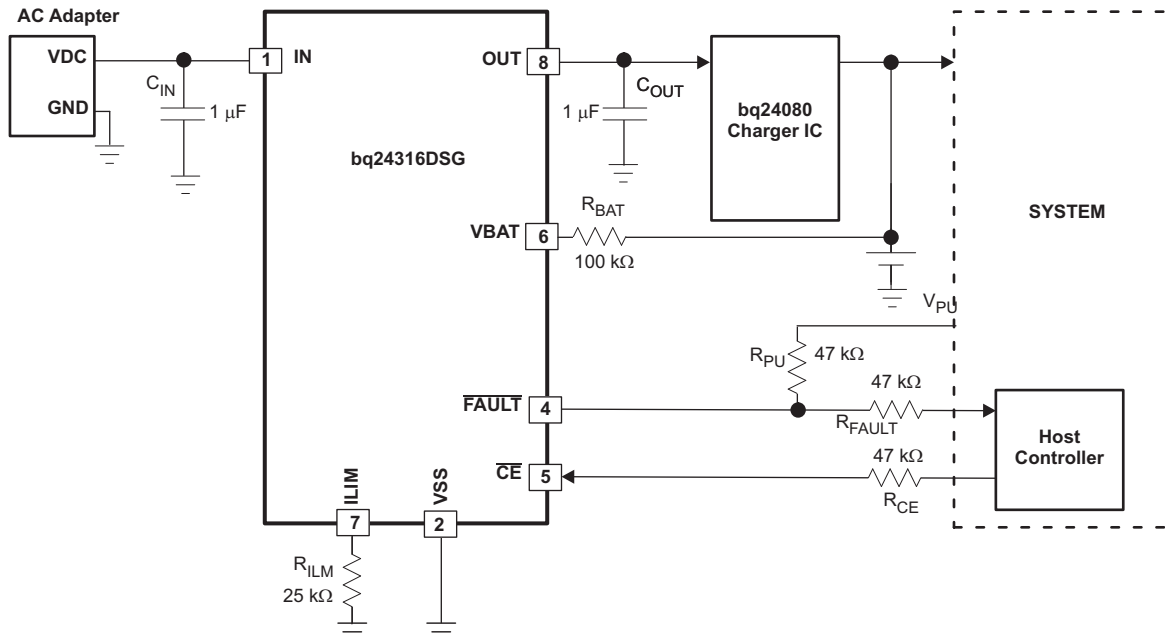 AC Adapter
VDC
GND
C_IN
1 μF
1
IN
bq24316DSG
OUT
8
C_OUT
1 μF
bq24080
Charger IC
SYSTEM
VBAT
6
R_BAT
100 kΩ
V_PU
R_PU
47 kΩ
FAULT
4
47 kΩ
R_FAULT
Host
Controller
CE
5
47 kΩ
R_CE
ILIM
7
VSS
2
R_ILM
25 kΩ